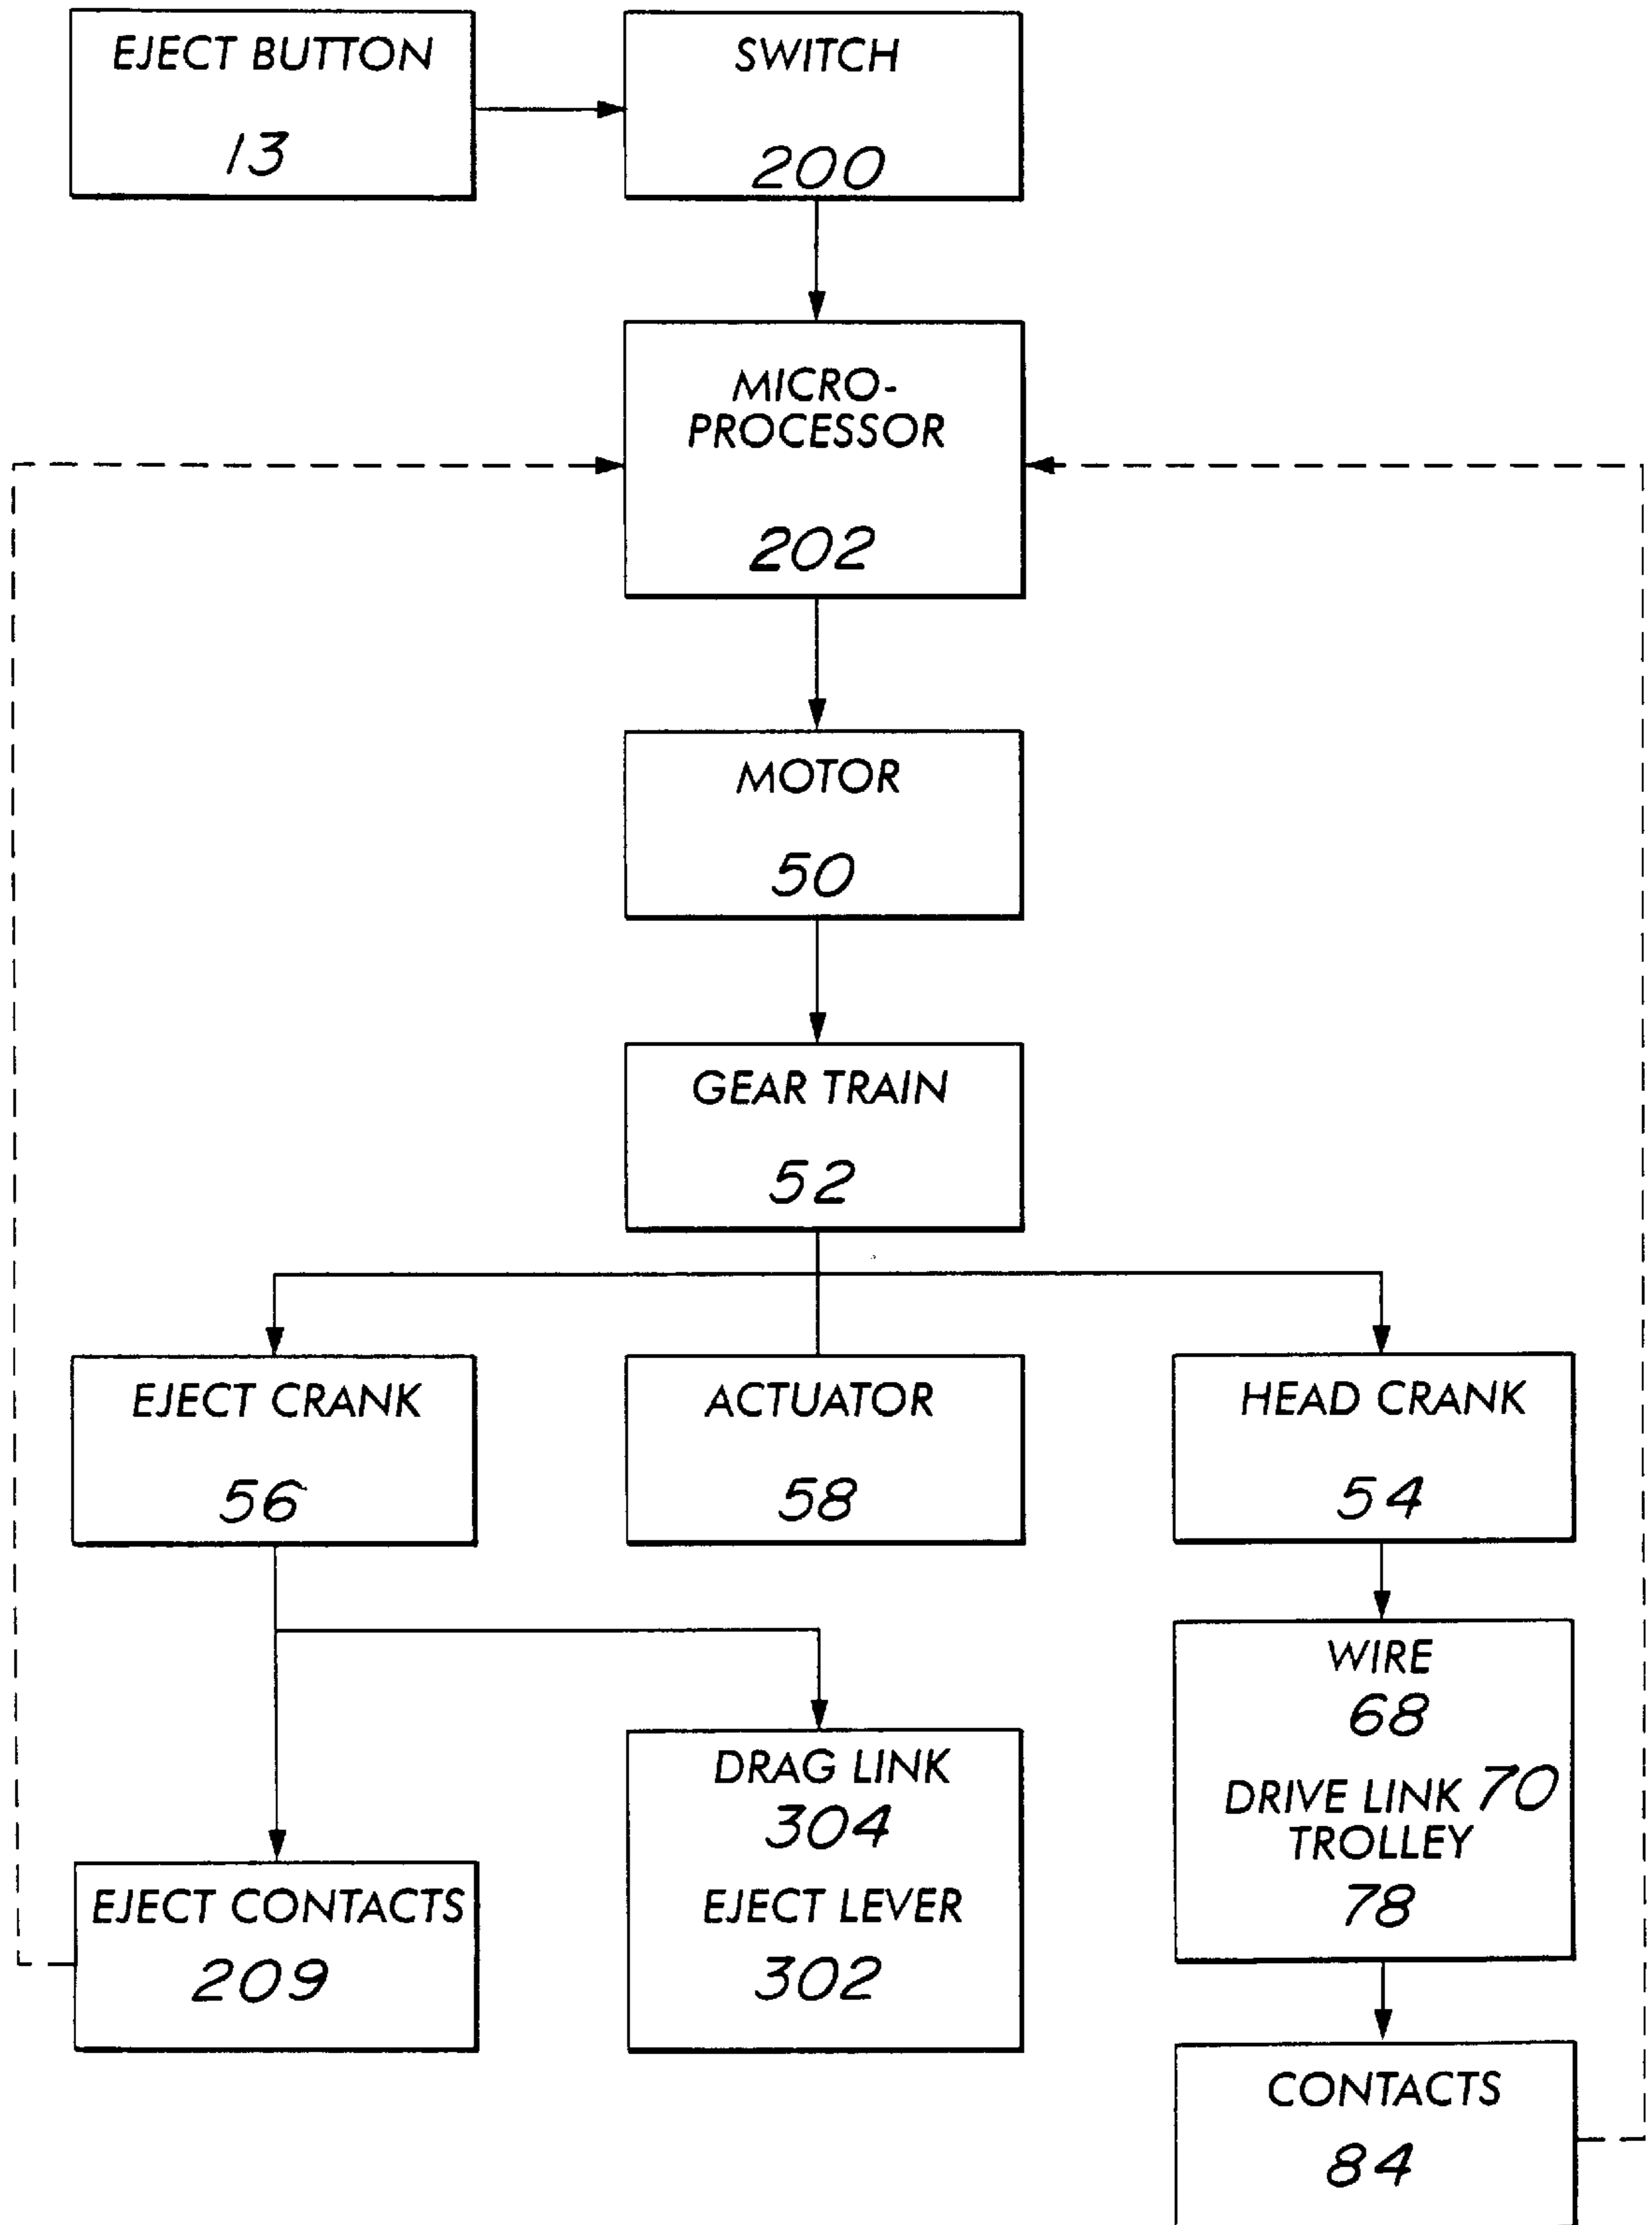 EJECT BUTTON
13
SWITCH
200
MICRO-
PROCESSOR
202
MOTOR
50
GEAR TRAIN
52
EJECT CRANK
56
ACTUATOR
58
HEAD CRANK
54
WIRE
68
DRIVE LINK 70
TROLLEY
78
DRAG LINK
304
EJECT LEVER
302
EJECT CONTACTS
209
CONTACTS
84